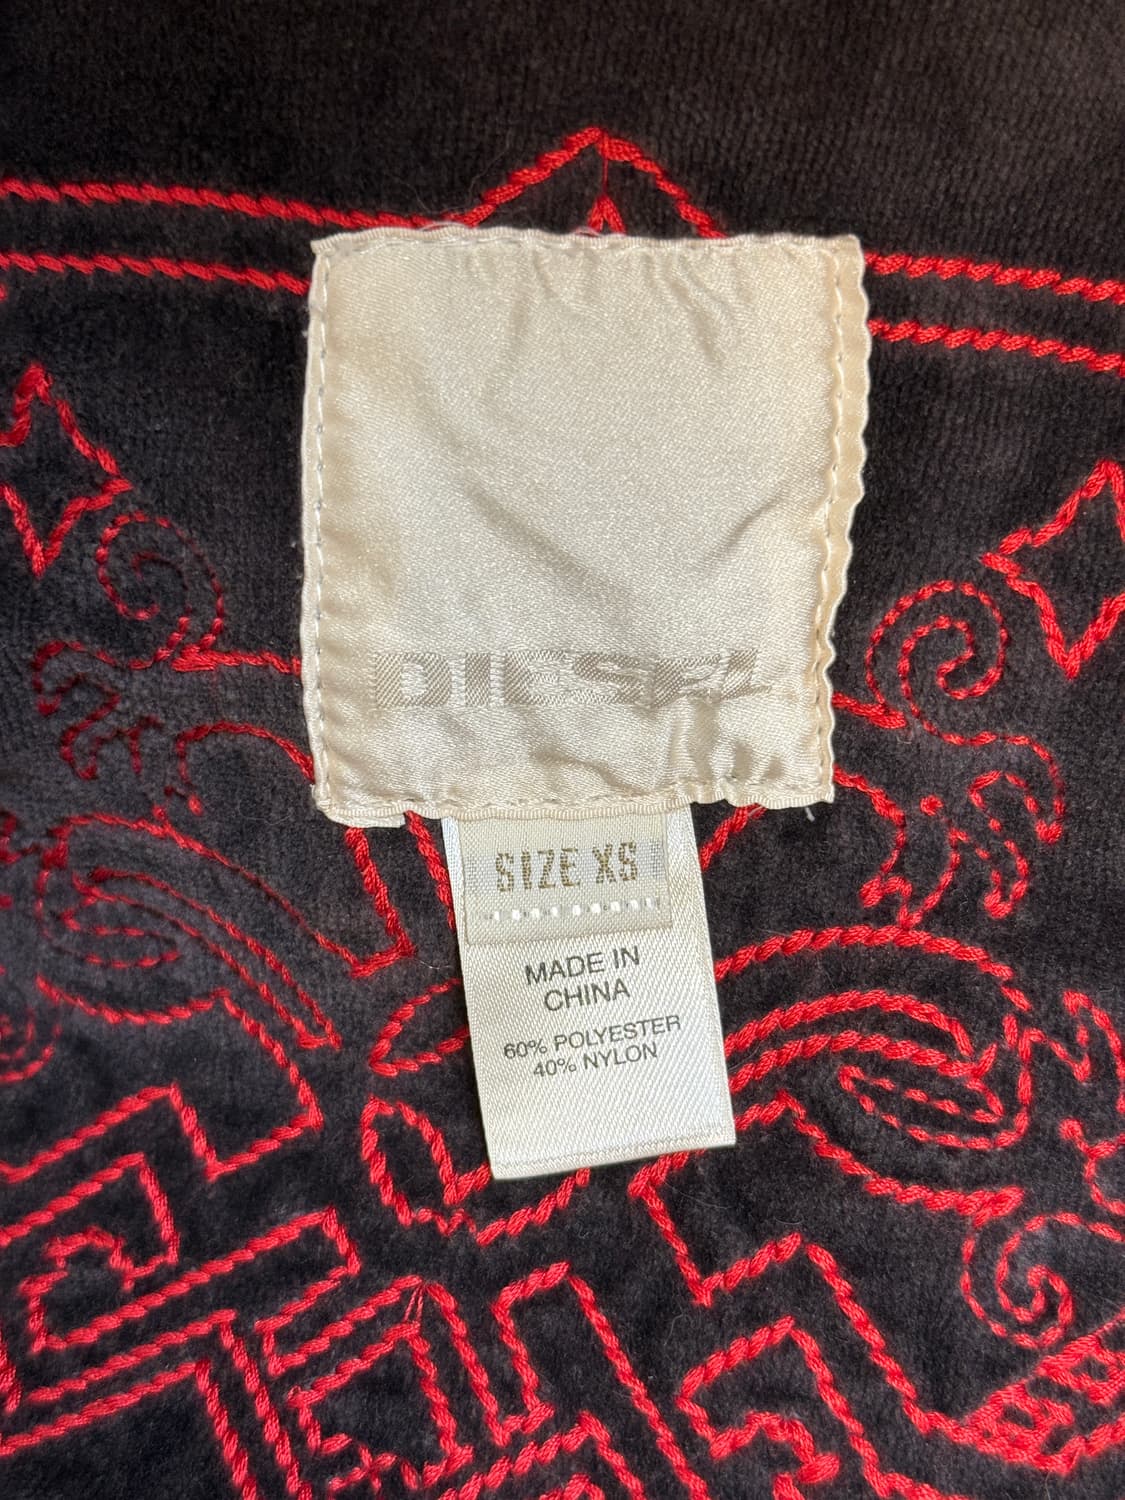 DIESEL
SIZE XS
MADE IN
CHINA
60% POLYESTER
40% NYLON